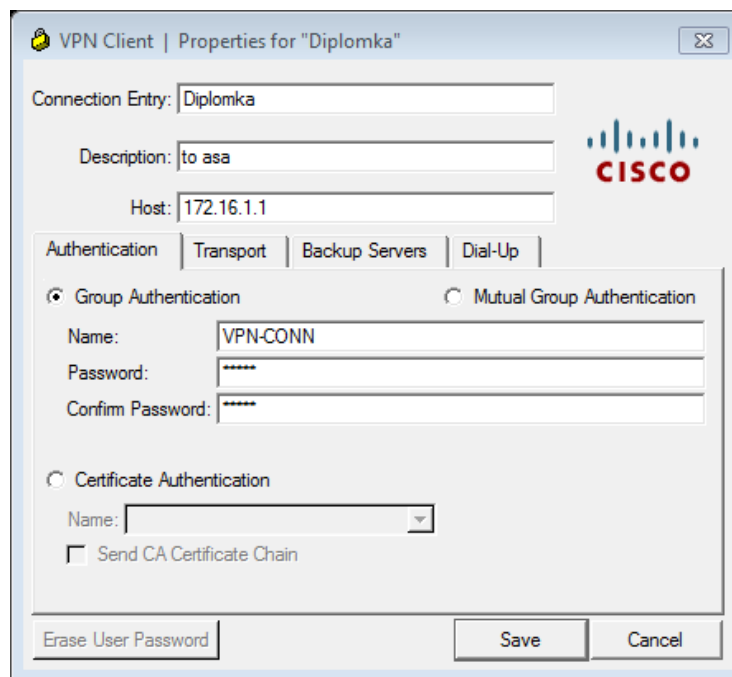 VPN Client | Properties for "Diplomka"
Connection Entry: Diplomka
Description: to asa
CISCO
Host: 172.16.1.1
Authentication Transport Backup Servers Dial-Up
Group Authentication Mutual Group Authentication
Name: VPN-CONN
Password: *****
Confirm Password: *****
Certificate Authentication
Name:
Send CA Certificate Chain
Erase User Password Save Cancel